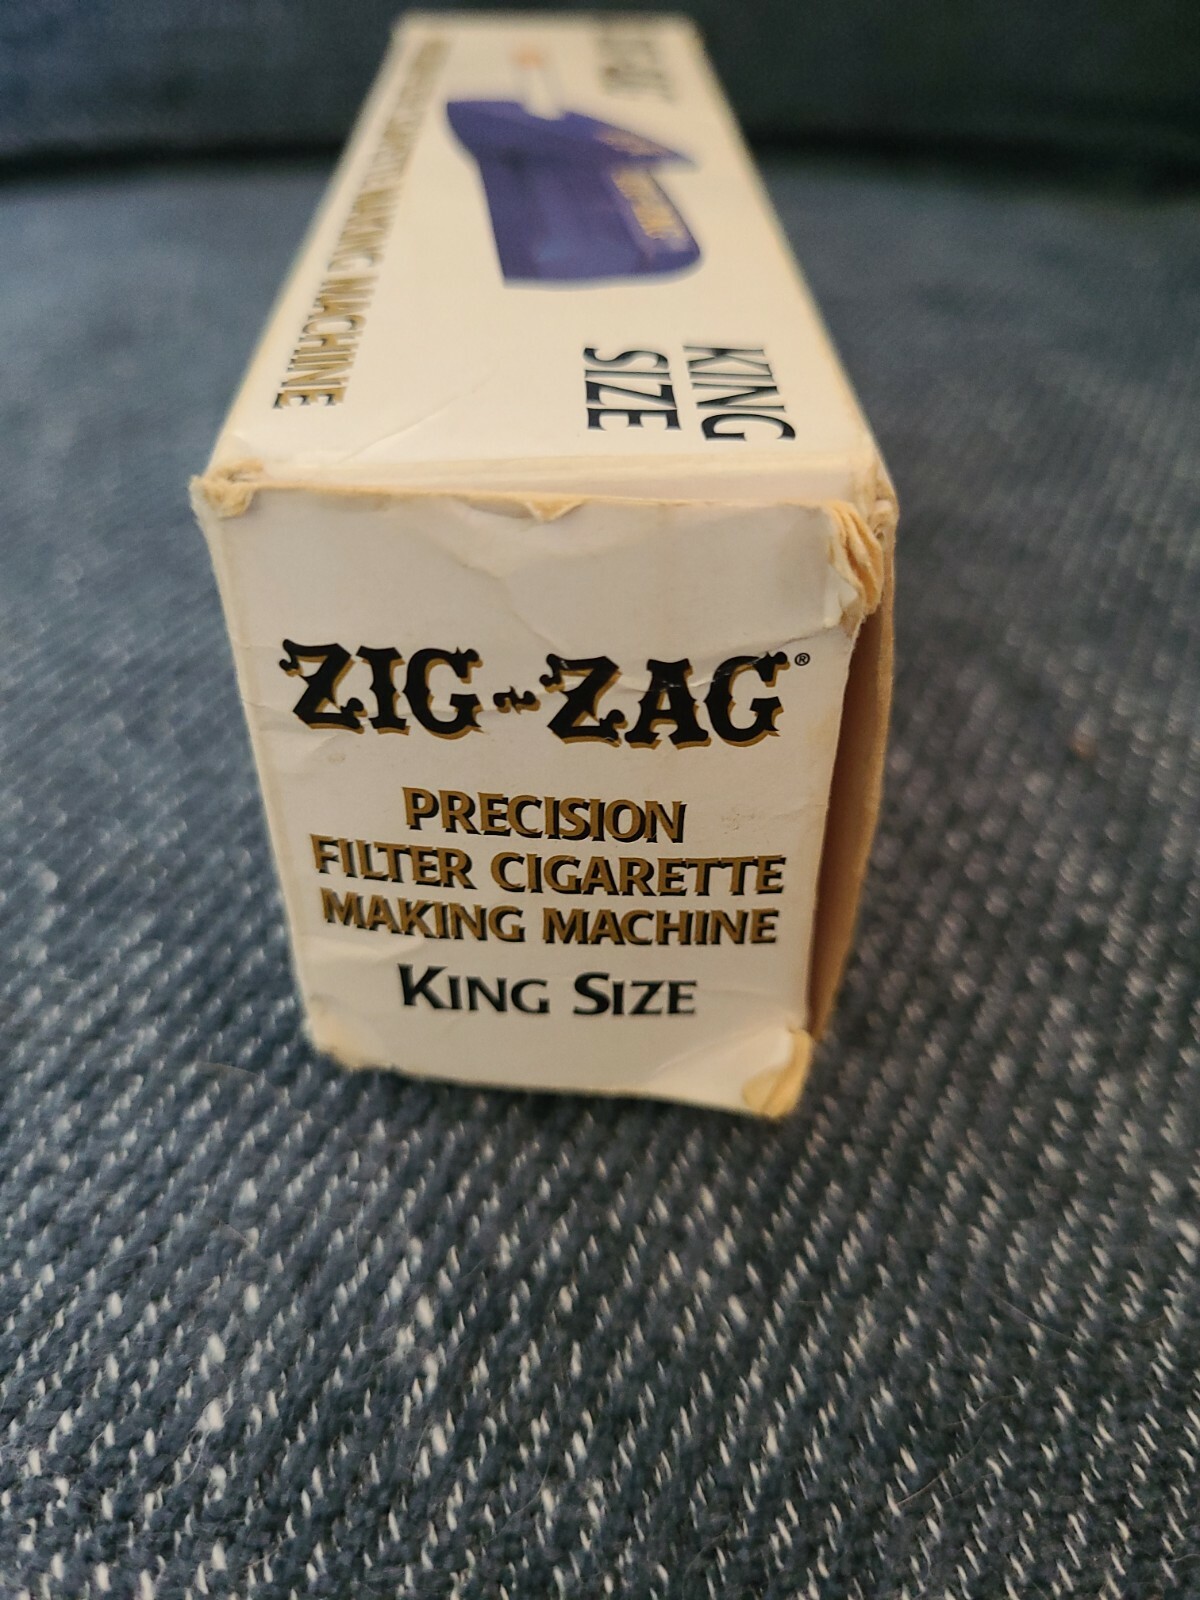 KING
SIZE
MAKING MACHINE
ZIG-ZAG®
PRECISION
FILTER CIGARETTE
MAKING MACHINE
KING SIZE